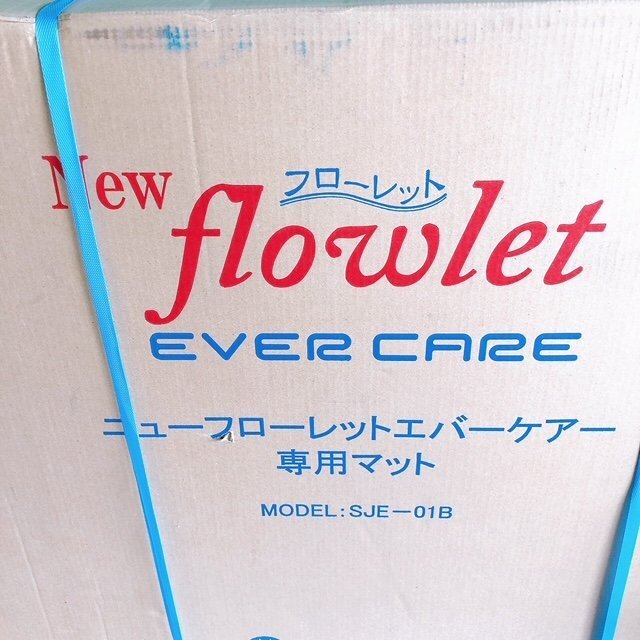 フローレット
New flowlet
EVER CARE
ニューフローレットエバーケアー
専用マット
MODEL:SJE－01B